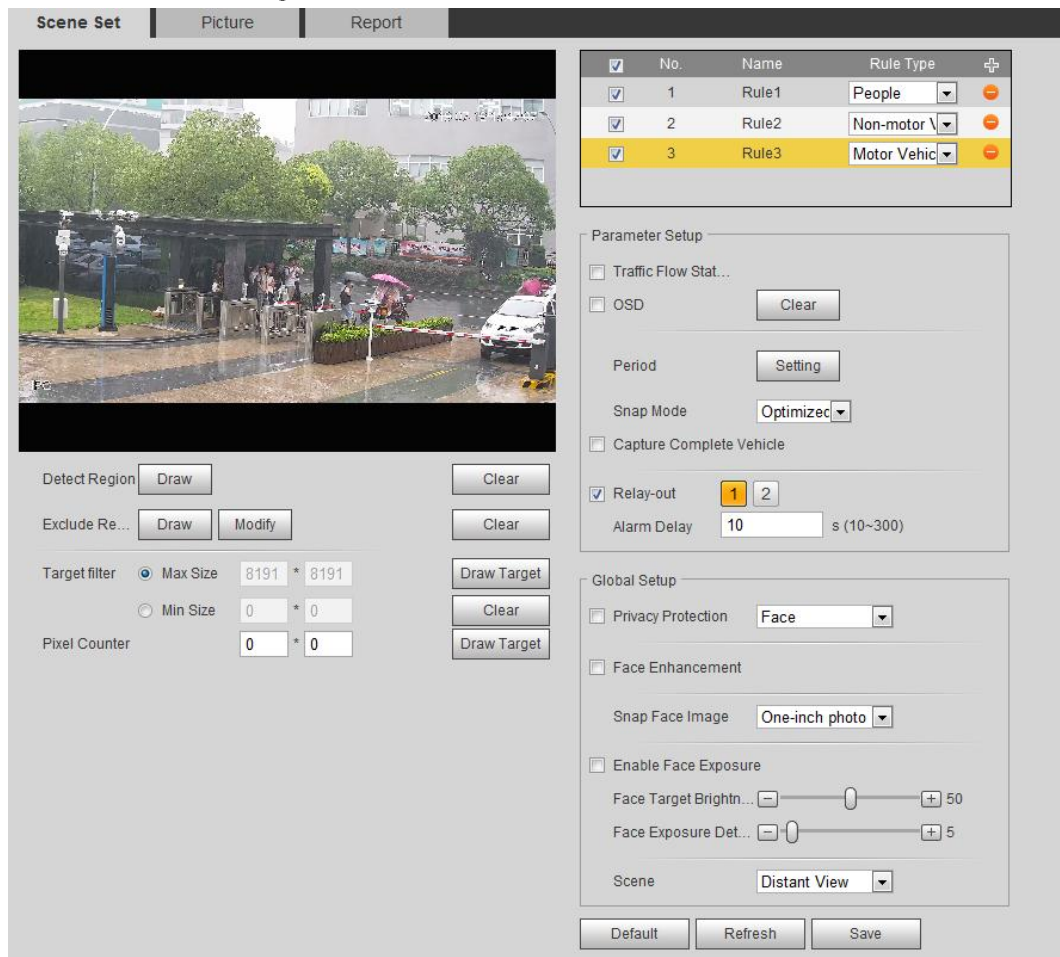 Scene Set Picture Report
No. Name Rule Type
1 Rule1 People
2 Rule2 Non-motor V
3 Rule3 Motor Vehic
Parameter Setup
Traffic Flow Stat...
OSD Clear
Period Setting
Snap Mode Optimized
Capture Complete Vehicle
Relay-out 1 2
Alarm Delay 10 s (10~300)
Detect Region Draw Clear
Exclude Re... Draw Modify Clear
Target filter Max Size 8191 * 8191 Draw Target
Min Size 0 * 0 Clear
Pixel Counter 0 * 0 Draw Target
Global Setup
Privacy Protection Face
Face Enhancement
Snap Face Image One-inch photo
Enable Face Exposure
Face Target Brightn... 50
Face Exposure Det... 5
Scene Distant View
Default Refresh Save